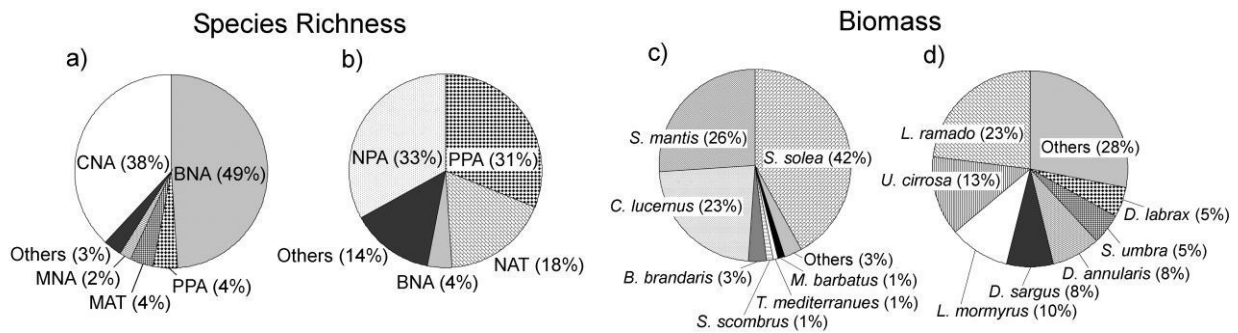 Species Richness
Biomass
a)
b)
c)
d)
CNA (38%)
BNA (49%)
Others (3%)
MNA (2%)
MAT (4%)
PPA (4%)
NPA (33%)
PPA (31%)
Others (14%)
BNA (4%)
NAT (18%)
S. mantis (26%)
S. solea (42%)
C. lucernus (23%)
B. brandaris (3%)
S. scombrus (1%)
T. mediterranues (1%)
M. barbatus (1%)
Others (3%)
L. ramado (23%)
Others (28%)
U. cirrosa (13%)
D. labrax (5%)
S. umbra (5%)
D. annularis (8%)
D. sargus (8%)
L. mormyrus (10%)